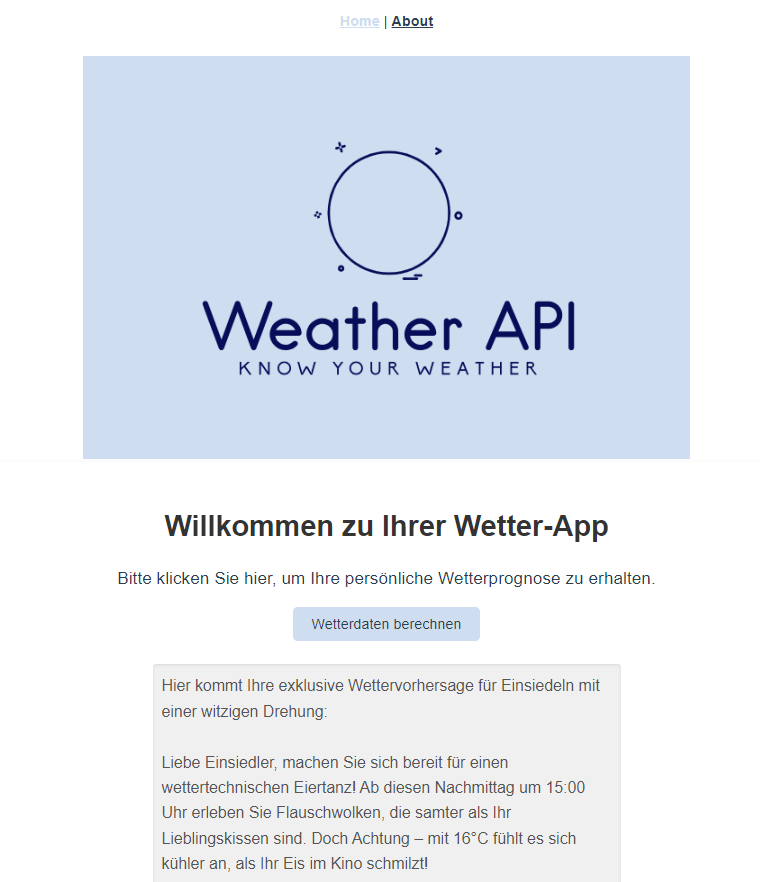 Home | About
Weather API
KNOW YOUR WEATHER
Willkommen zu Ihrer Wetter-App
Bitte klicken Sie hier, um Ihre persönliche Wetterprognose zu erhalten.
Wetterdaten berechnen
Hier kommt Ihre exklusive Wettervorhersage für Einsiedeln mit
einer witzigen Drehung:
Liebe Einsiedler, machen Sie sich bereit für einen
wettertechnischen Eiertanz! Ab diesen Nachmittag um 15:00
Uhr erleben Sie Flauschwolken, die samter als Ihr
Lieblingskissen sind. Doch Achtung – mit 16°C fühlt es sich
kühler an, als Ihr Eis im Kino schmilzt!